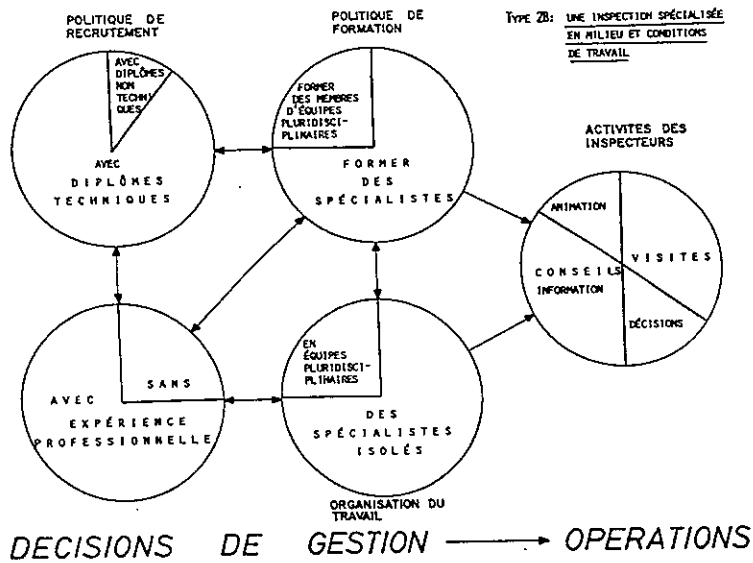 POLITIQUE DE
RECRUTEMENT
POLITIQUE DE
FORMATION
TYPE 2B: UNE INSPECTION SPÉCIALISÉE
EN MILIEU ET CONDITIONS
DE TRAVAIL
AVEC
DIPLÔMES
NON
TECHNI-
QUES
AVEC
DIPLÔMES
TECHNIQUES
FORMER
DES MEMBRES
D'ÉQUIPES
PLURIDISCI-
PLINAIRES
FORMER
DES
SPÉCIALISTES
ACTIVITES DES
INSPECTEURS
ANIMATION
VISITES
CONSEILS
INFORMATION
DÉCISIONS
SANS
AVEC
EXPÉRIENCE
PROFESSIONNELLE
EN
ÉQUIPES
PLURIDISCI-
PLINAIRES
DES
SPÉCIALISTES
ISOLÉS
ORGANISATION DU
TRAVAIL
DECISIONS DE GESTION → OPERATIONS